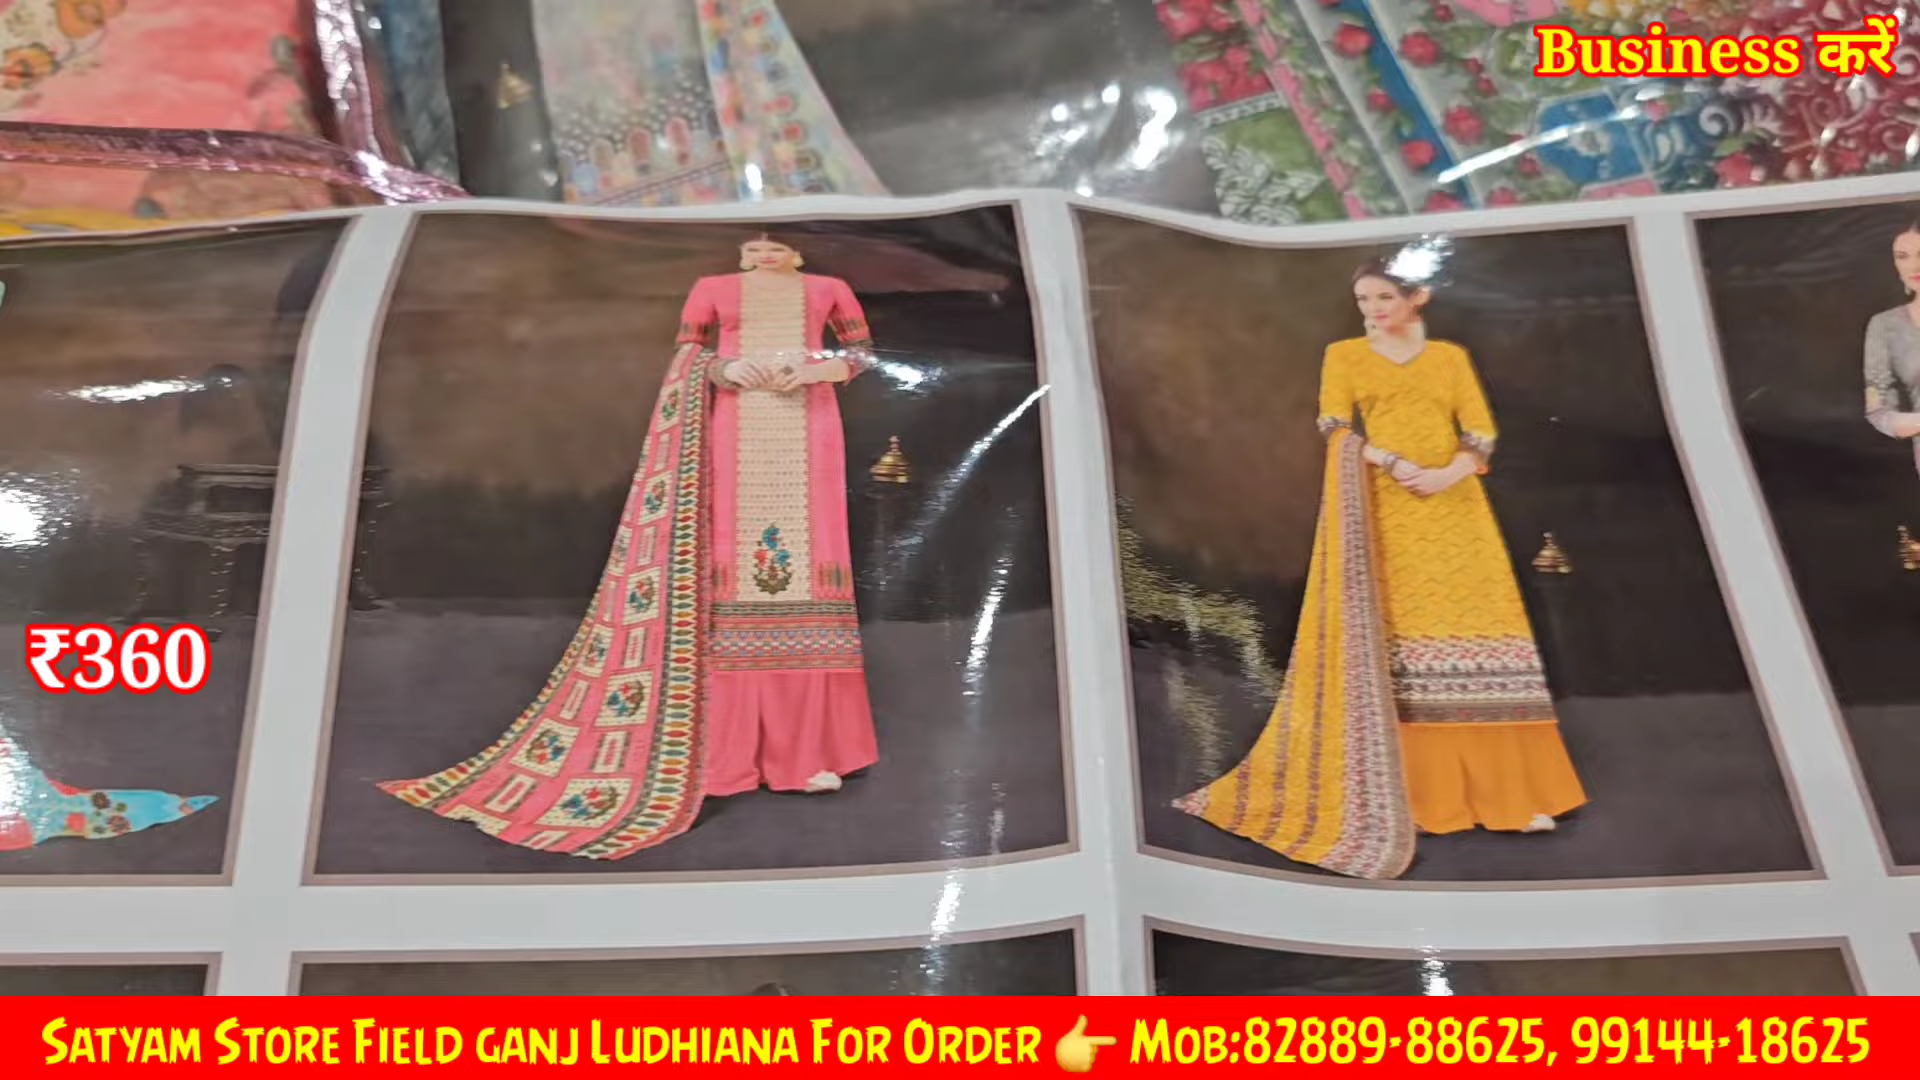 Business करें
₹360
SATYAM STORE FIELD GANJ LUDHIANA FOR ORDER 👉 MOB:82889-88625, 99144-18625